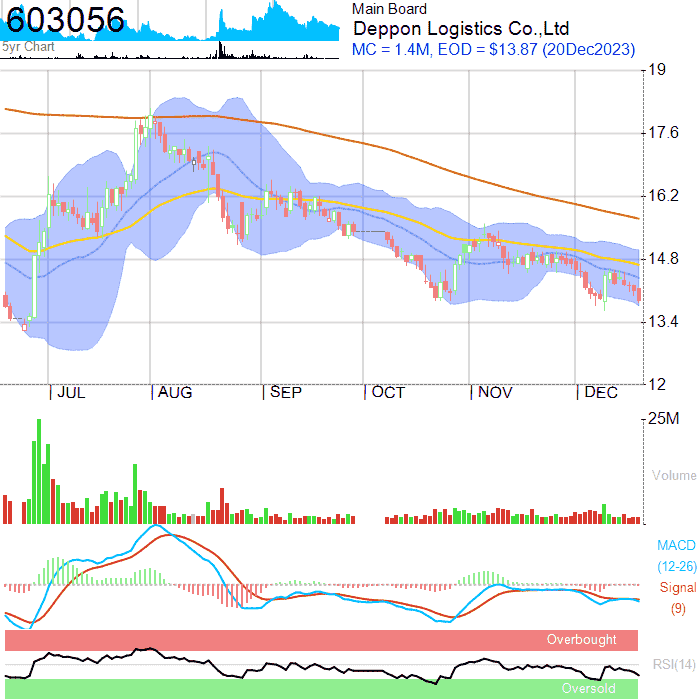 603056
5yr Chart
Main Board
Deppon Logistics Co.,Ltd
MC = 1.4M, EOD = $13.87 (20Dec2023)
19
17.6
16.2
14.8
13.4
12
JUL
AUG
SEP
OCT
NOV
DEC
25M
Volume
MACD
(12-26)
Signal
(9)
Overbought
RSI(14)
Oversold